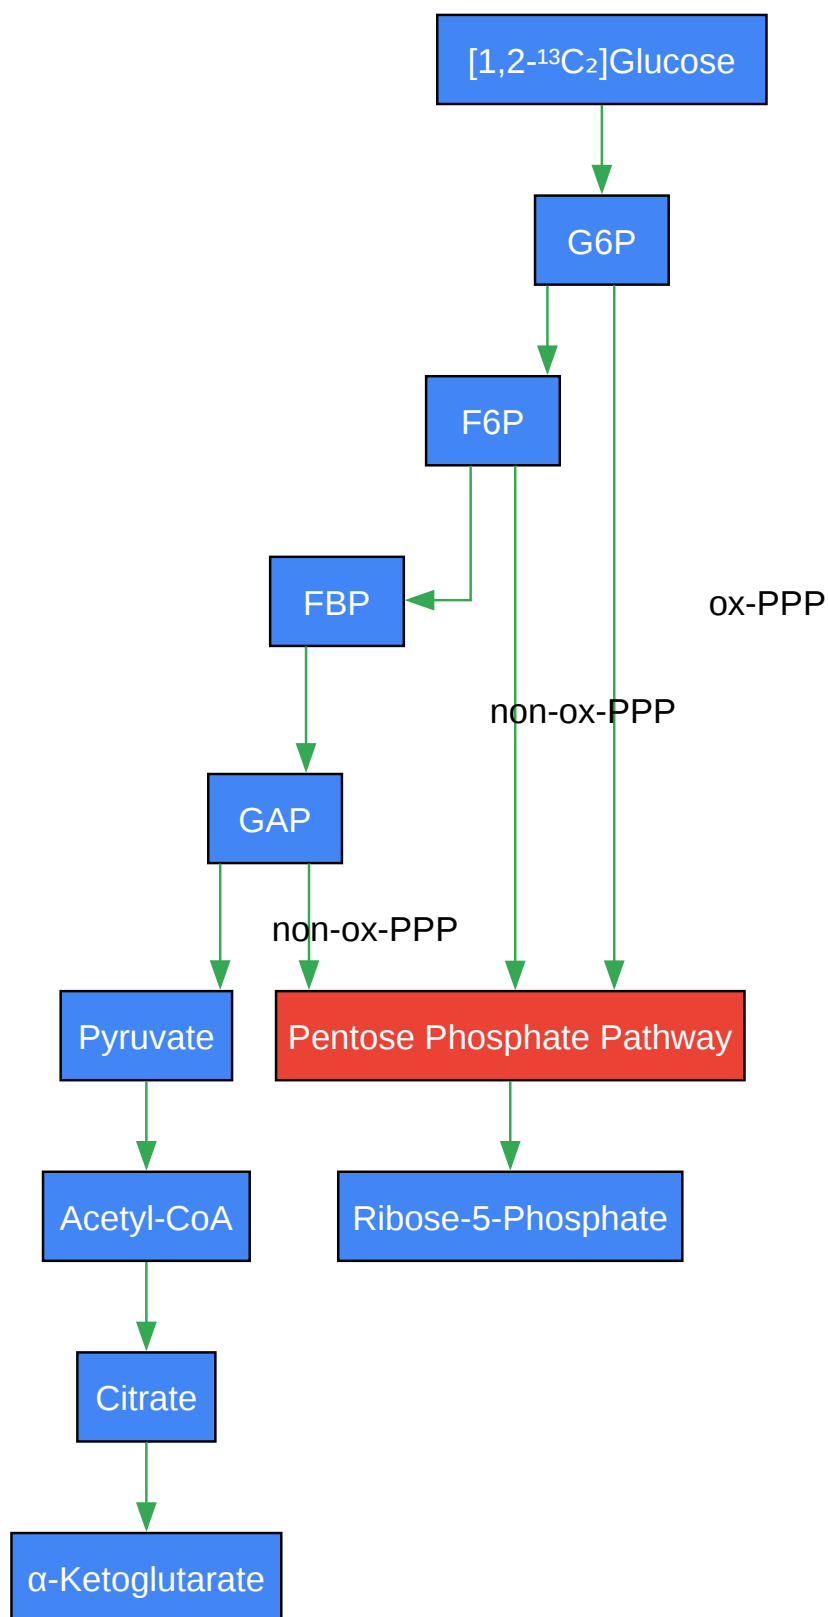 [1,2-¹³C₂]Glucose
G6P
F6P
FBP
ox-PPP
non-ox-PPP
GAP
non-ox-PPP
Pyruvate
Pentose Phosphate Pathway
Acetyl-CoA
Ribose-5-Phosphate
Citrate
α-Ketoglutarate